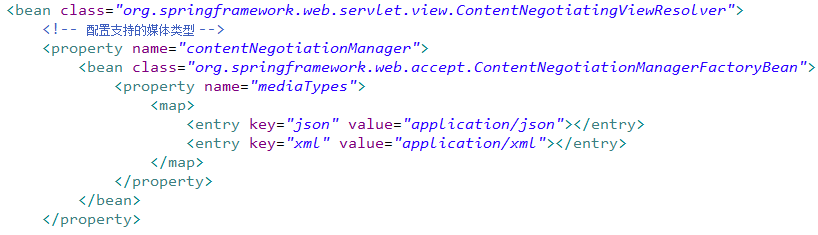 <bean class="org.springframework.web.servlet.view.ContentNegotiatingViewResolver">
<!-- 配置支持的媒体类型 -->
<property name="contentNegotiationManager">
<bean class="org.springframework.web.accept.ContentNegotiationManagerFactoryBean">
<property name="mediaTypes">
<map>
<entry key="json" value="application/json"></entry>
<entry key="xml" value="application/xml"></entry>
</map>
</property>
</bean>
</property>